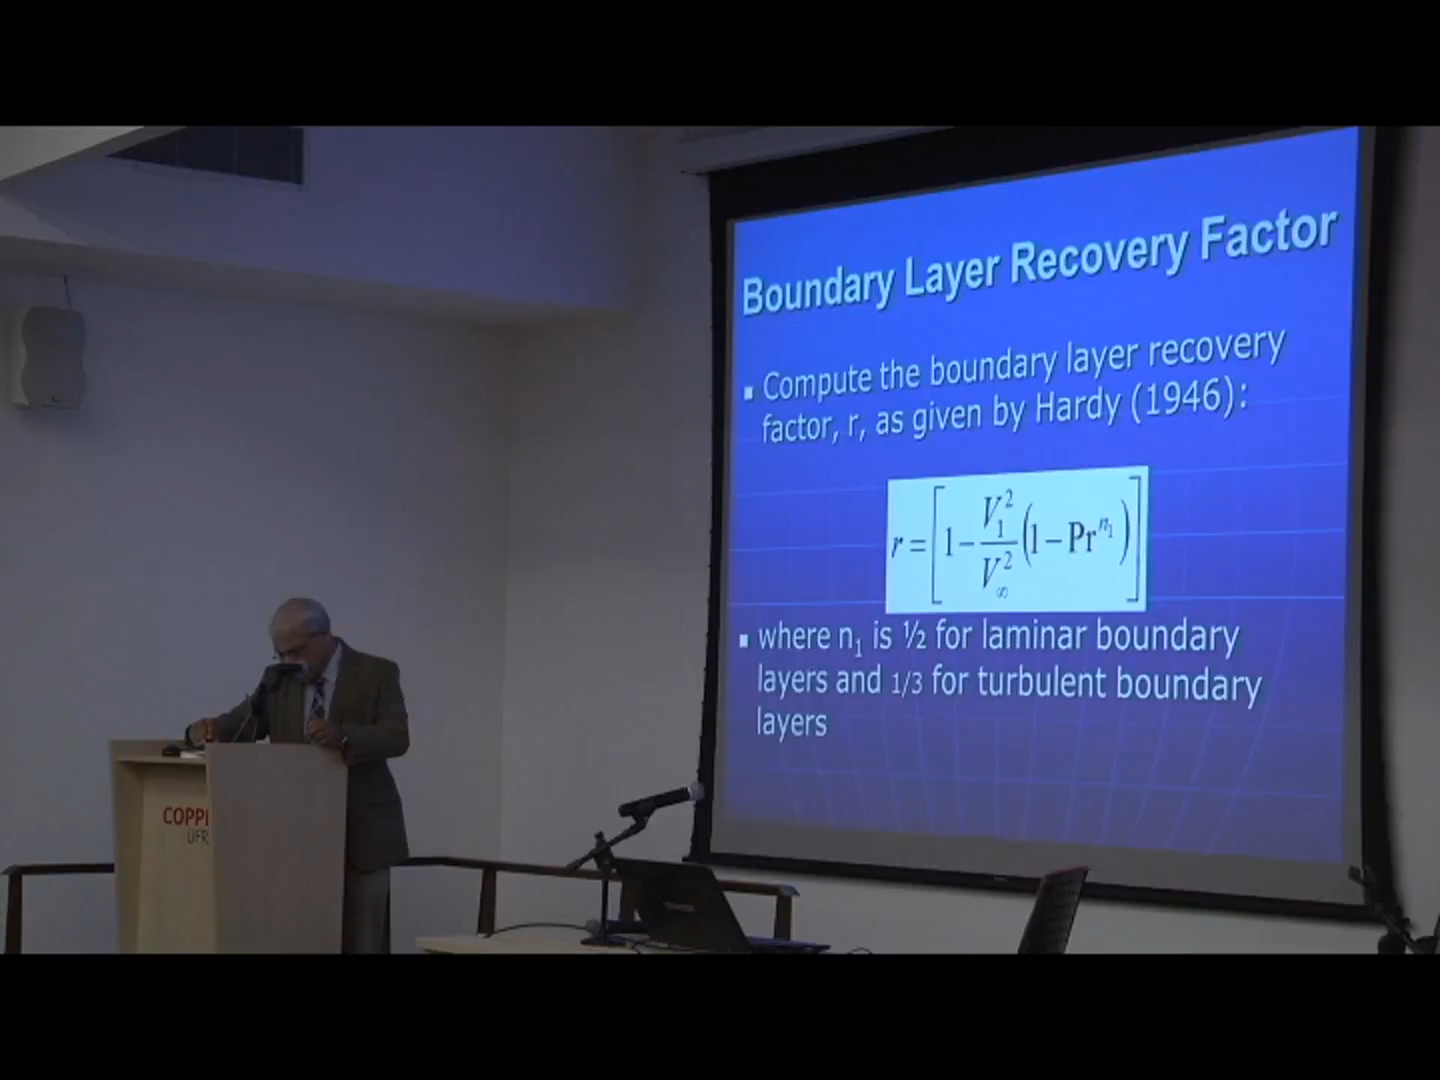 Boundary Layer Recovery Factor
▪ Compute the boundary layer recovery
factor, r, as given by Hardy (1946):
r = [1 − V₁²/V∞² (1 − Pr^n₁)]
▪ where n₁ is ½ for laminar boundary
layers and 1/3 for turbulent boundary
layers
COPP
UFR
TOSHIBA